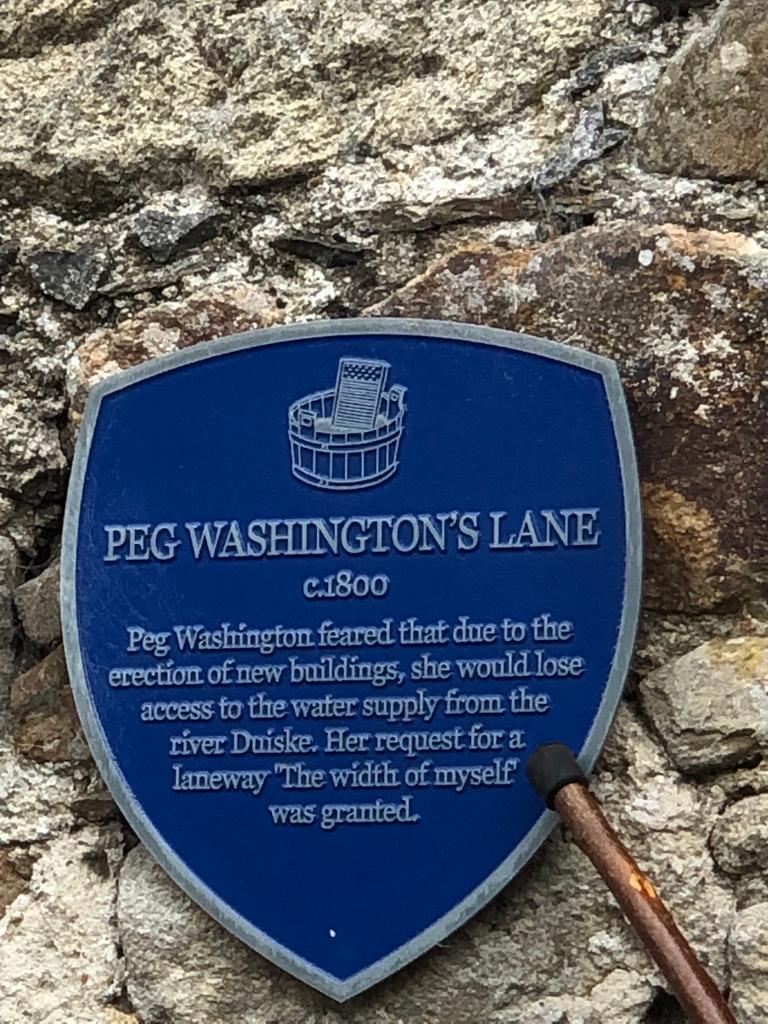 PEG WASHINGTON'S LANE
c.1800
Peg Washington feared that due to the
erection of new buildings, she would lose
access to the water supply from the
river Duiske. Her request for a
laneway 'The width of myself'
was granted.